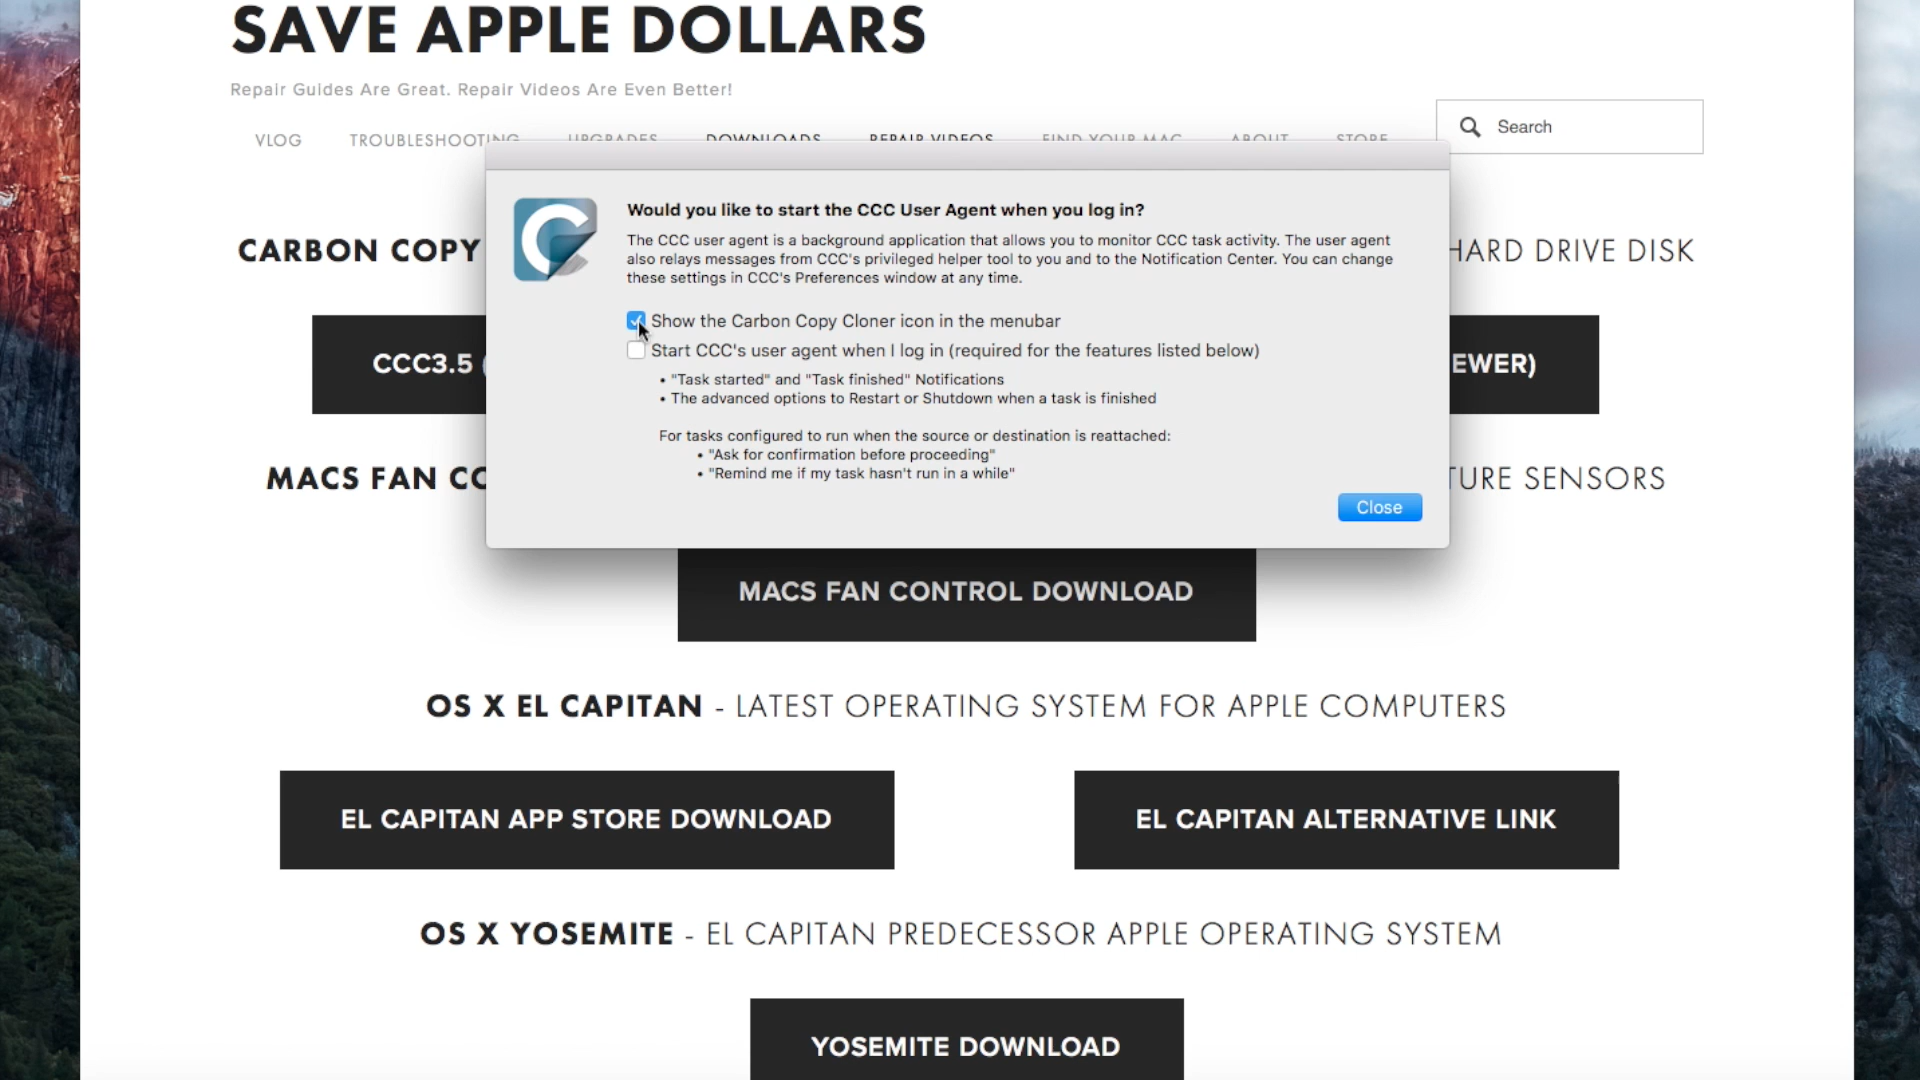 SAVE APPLE DOLLARS
Repair Guides Are Great. Repair Videos Are Even Better!
VLOG TROUBLESHOOTING UPGRADES DOWNLOADS REPAIR VIDEOS FIND YOUR MAC ABOUT STORE
Search
CARBON COPY
HARD DRIVE DISK
Would you like to start the CCC User Agent when you log in?
The CCC user agent is a background application that allows you to monitor CCC task activity. The user agent
also relays messages from CCC's privileged helper tool to you and to the Notification Center. You can change
these settings in CCC's Preferences window at any time.
Show the Carbon Copy Cloner icon in the menubar
Start CCC's user agent when I log in (required for the features listed below)
• "Task started" and "Task finished" Notifications
• The advanced options to Restart or Shutdown when a task is finished
For tasks configured to run when the source or destination is reattached:
• "Ask for confirmation before proceeding"
• "Remind me if my task hasn't run in a while"
Close
CCC3.5 (
EWER)
MACS FAN CO
TURE SENSORS
MACS FAN CONTROL DOWNLOAD
OS X EL CAPITAN - LATEST OPERATING SYSTEM FOR APPLE COMPUTERS
EL CAPITAN APP STORE DOWNLOAD
EL CAPITAN ALTERNATIVE LINK
OS X YOSEMITE - EL CAPITAN PREDECESSOR APPLE OPERATING SYSTEM
YOSEMITE DOWNLOAD